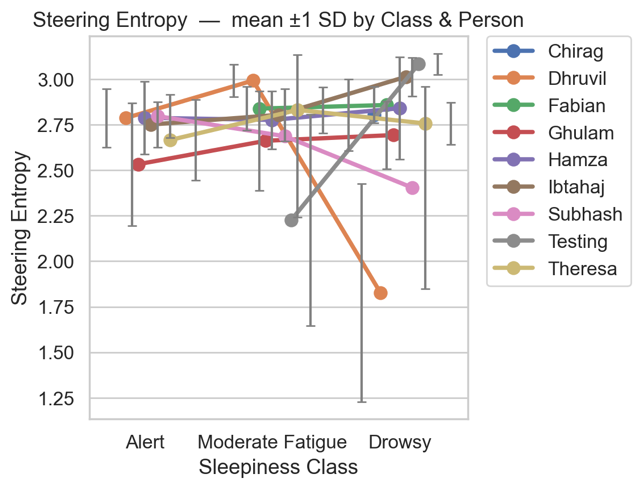 Steering Entropy — mean ±1 SD by Class & Person
Steering Entropy
3.00
2.75
2.50
2.25
2.00
1.75
1.50
1.25
Alert
Moderate Fatigue
Drowsy
Sleepiness Class
Chirag
Dhruvil
Fabian
Ghulam
Hamza
Ibtahaj
Subhash
Testing
Theresa